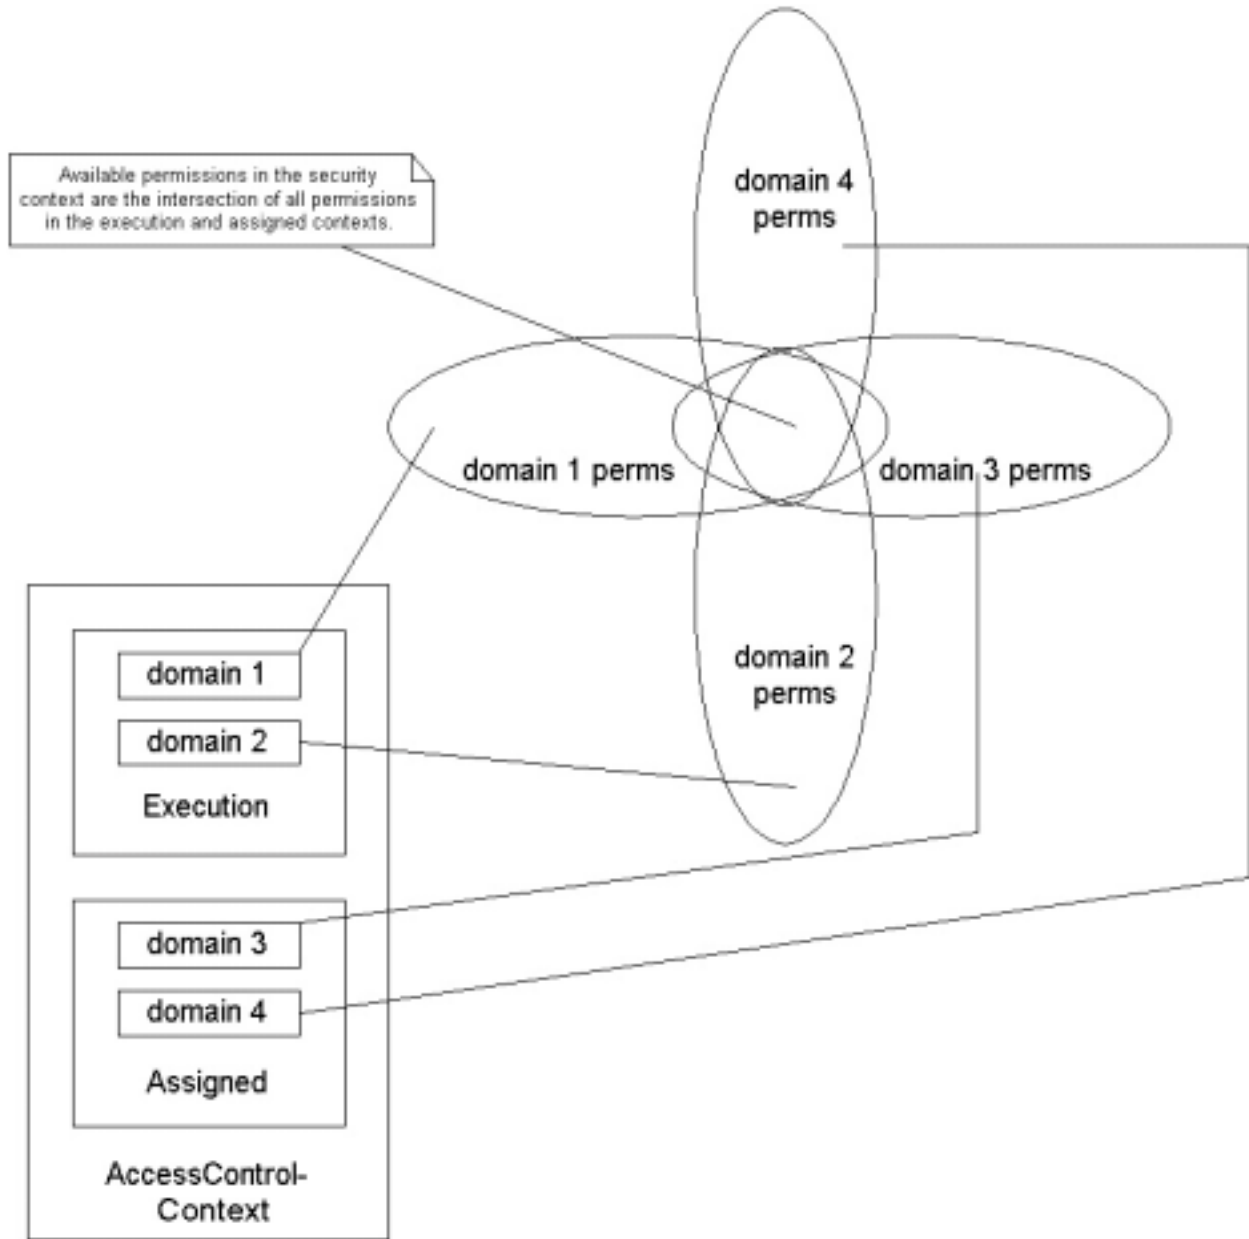 domain 4
perms
Available permissions in the security
context are the intersection of all permissions
in the execution and assigned contexts.
domain 1 perms
domain 3 perms
domain 2
perms
domain 1
domain 2
Execution
domain 3
domain 4
Assigned
AccessControl-
Context